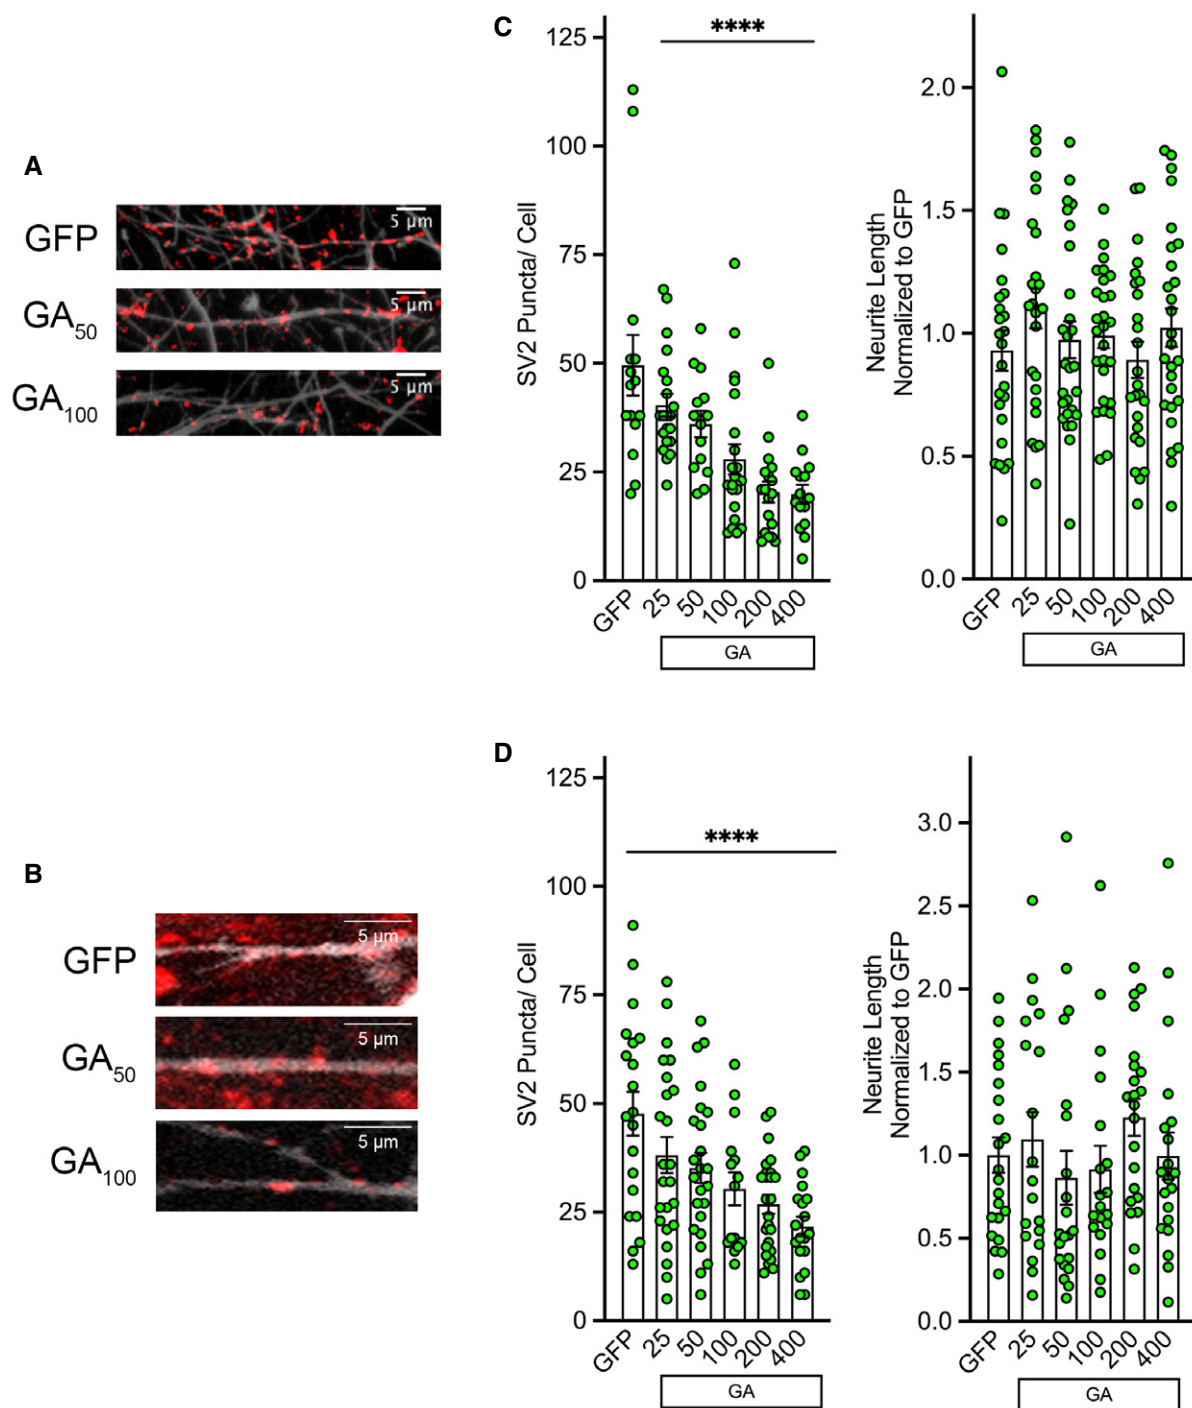 A
GFP
5 µm
GA50
5 µm
GA100
5 µm
B
GFP
5 µm
GA50
5 µm
GA100
5 µm
C
****
SV2 Puncta/ Cell
125
100
75
50
25
0
GFP
25
50
100
200
400
GA
Neurite Length
Normalized to GFP
2.0
1.5
1.0
0.5
0.0
GFP
25
50
100
200
400
GA
D
****
SV2 Puncta/ Cell
125
100
75
50
25
0
GFP
25
50
100
200
400
GA
Neurite Length
Normalized to GFP
3.0
2.5
2.0
1.5
1.0
0.5
0.0
GFP
25
50
100
200
400
GA